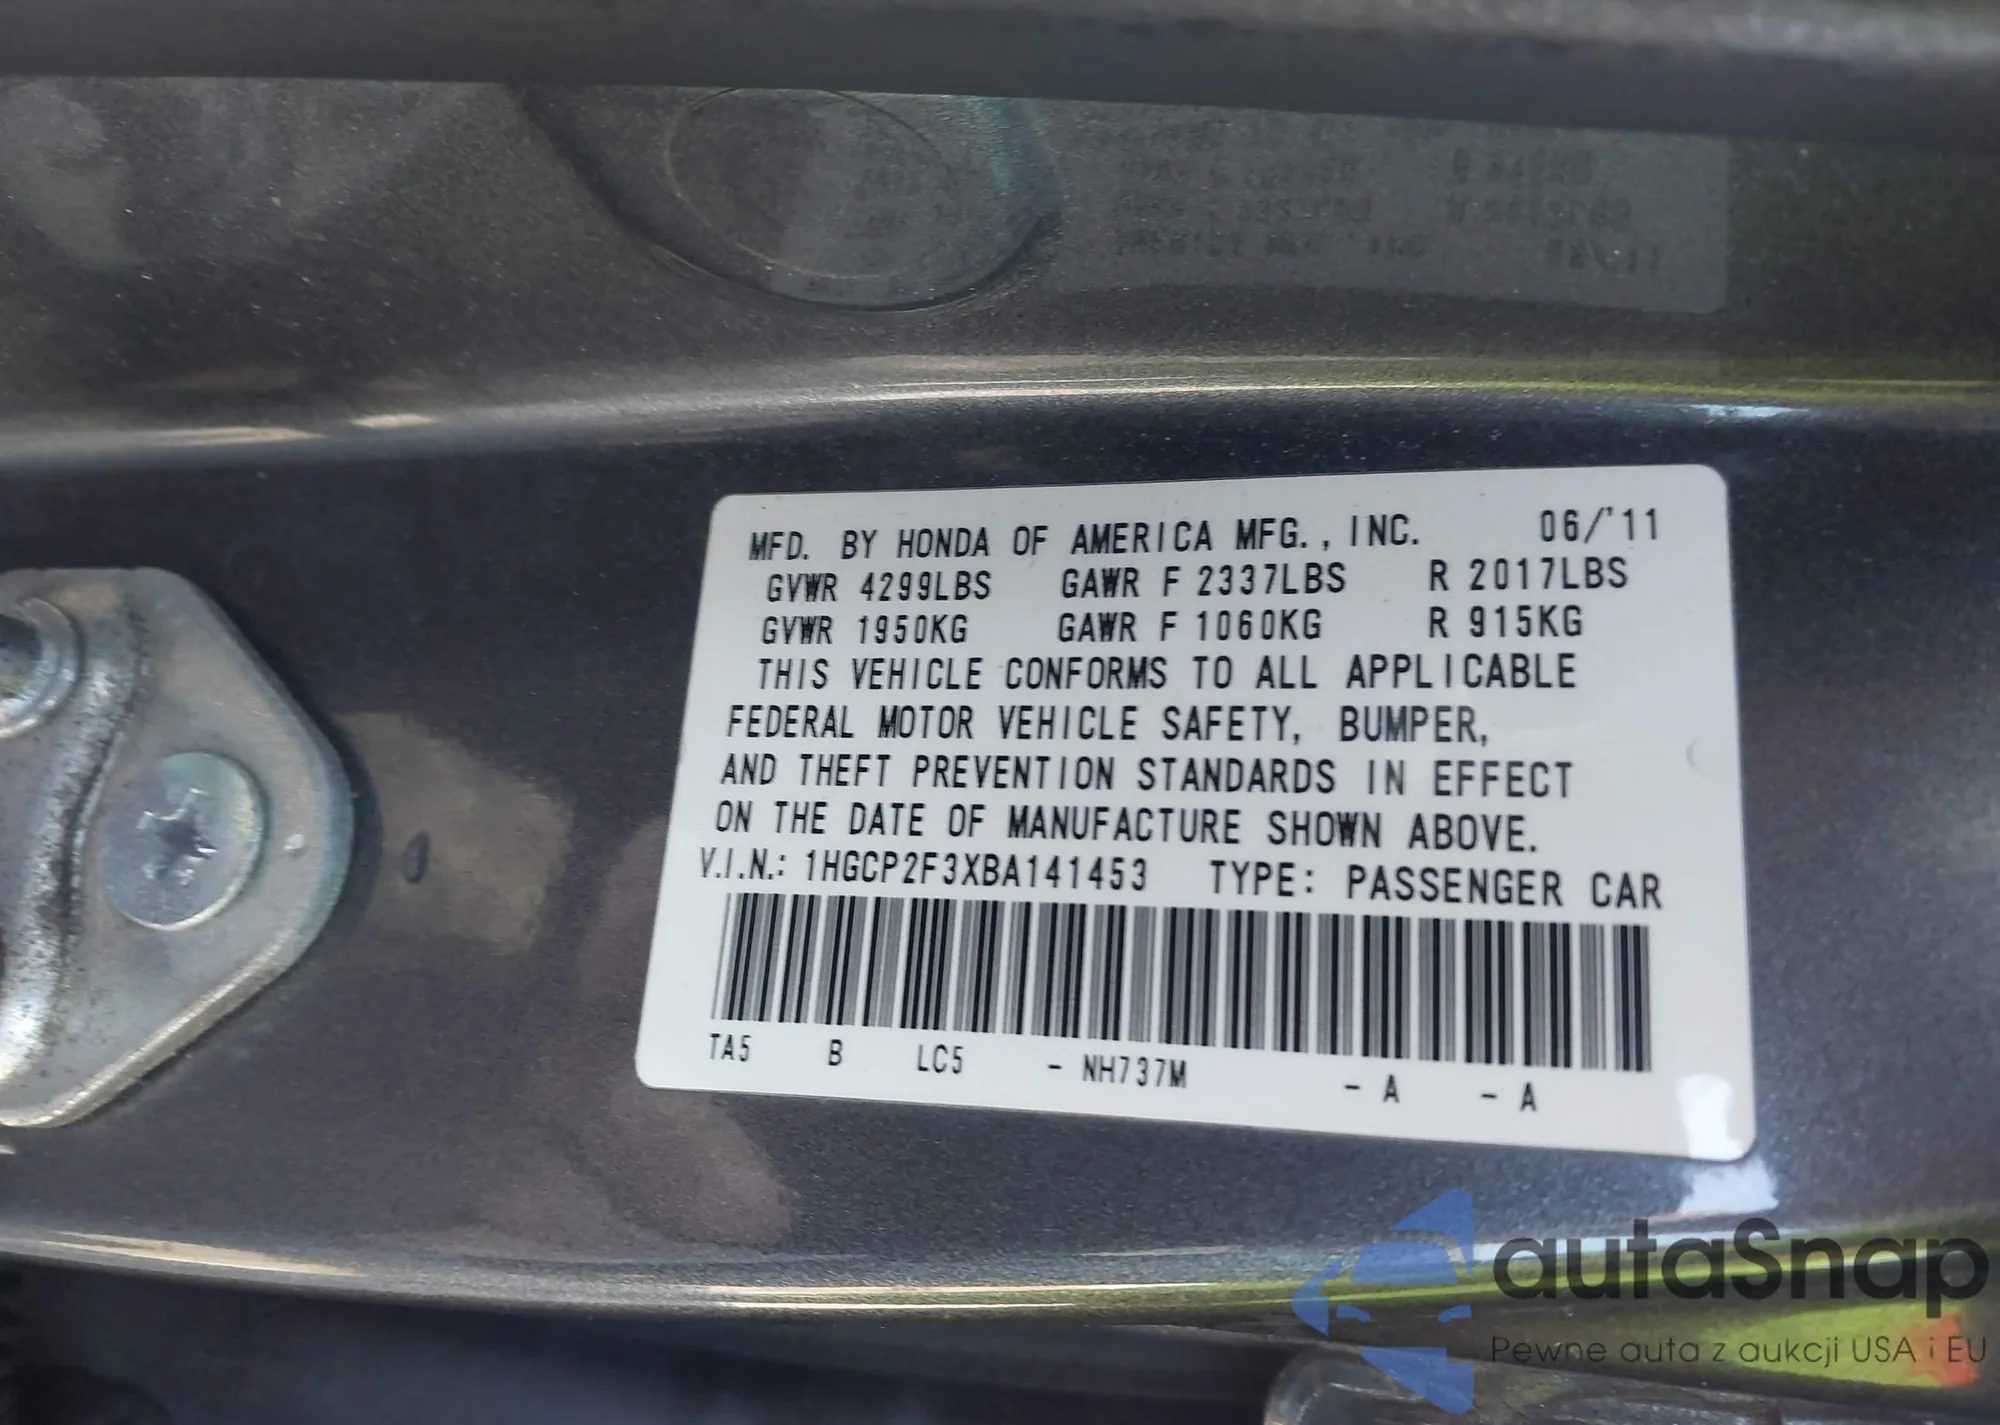 MFD. BY HONDA OF AMERICA MFG., INC. 06/'11
GVWR 4299LBS GAWR F 2337LBS R 2017LBS
GVWR 1950KG GAWR F 1060KG R 915KG
THIS VEHICLE CONFORMS TO ALL APPLICABLE
FEDERAL MOTOR VEHICLE SAFETY, BUMPER,
AND THEFT PREVENTION STANDARDS IN EFFECT
ON THE DATE OF MANUFACTURE SHOWN ABOVE.
V.I.N.: 1HGCP2F3XBA141453 TYPE: PASSENGER CAR
TA5 B LC5 - NH737M - A - A
autaSnap
Pewne auta z aukcji USA i EU